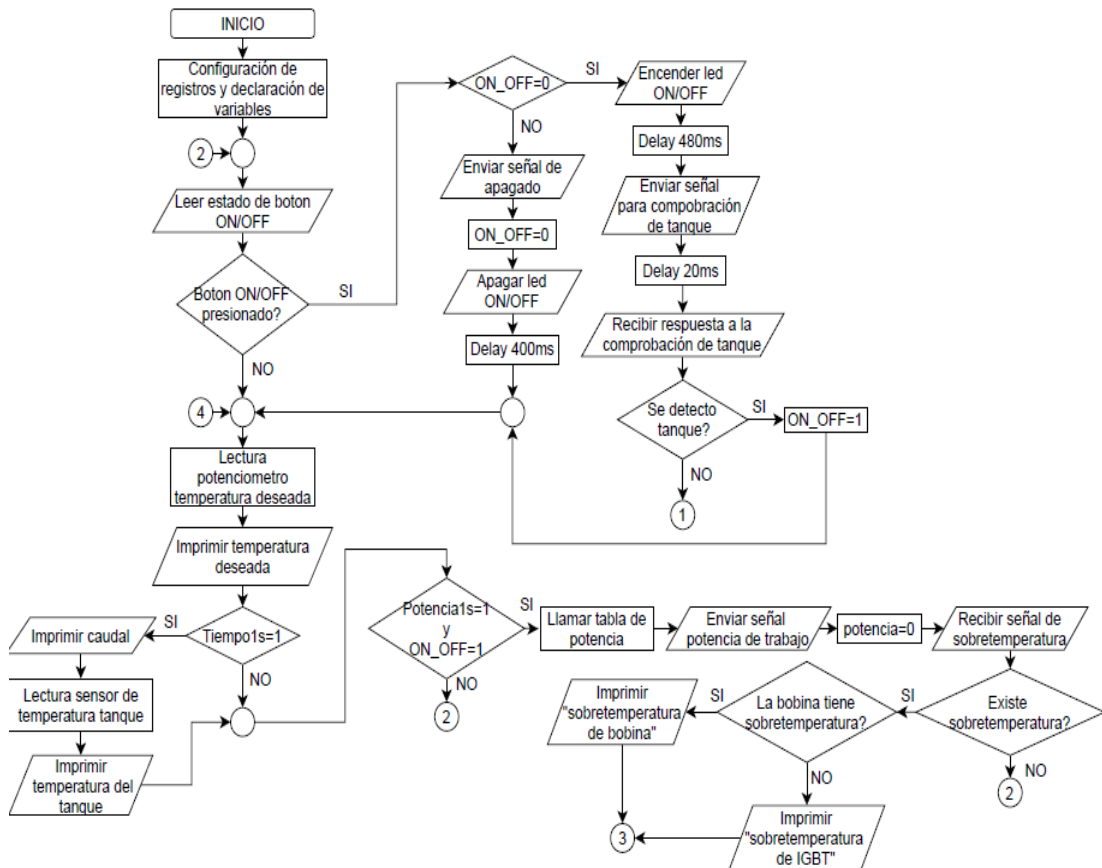 INICIO
Configuración de
registros y declaración de
variables
2
Leer estado de boton
ON/OFF
Boton ON/OFF
presionado?
SI
NO
ON_OFF=0
SI
NO
Enviar señal de
apagado
ON_OFF=0
Apagar led
ON/OFF
Delay 400ms
Encender led
ON/OFF
Delay 480ms
Enviar señal
para compobración
de tanque
Delay 20ms
Recibir respuesta a la
comprobación de tanque
Se detecto
tanque?
SI
ON_OFF=1
NO
1
4
Lectura
potenciometro
temperatura deseada
Imprimir temperatura
deseada
Tiempo1s=1
SI
NO
Imprimir caudal
Lectura sensor de
temperatura tanque
Imprimir
temperatura del
tanque
Potencia1s=1
y
ON_OFF=1
SI
NO
2
Llamar tabla de
potencia
Enviar señal
potencia de trabajo
potencia=0
Recibir señal de
sobretemperatura
Existe
sobretemperatura?
SI
NO
2
La bobina tiene
sobretemperatura?
SI
NO
Imprimir
"sobretemperatura
de bobina"
Imprimir
"sobretemperatura
de IGBT"
3